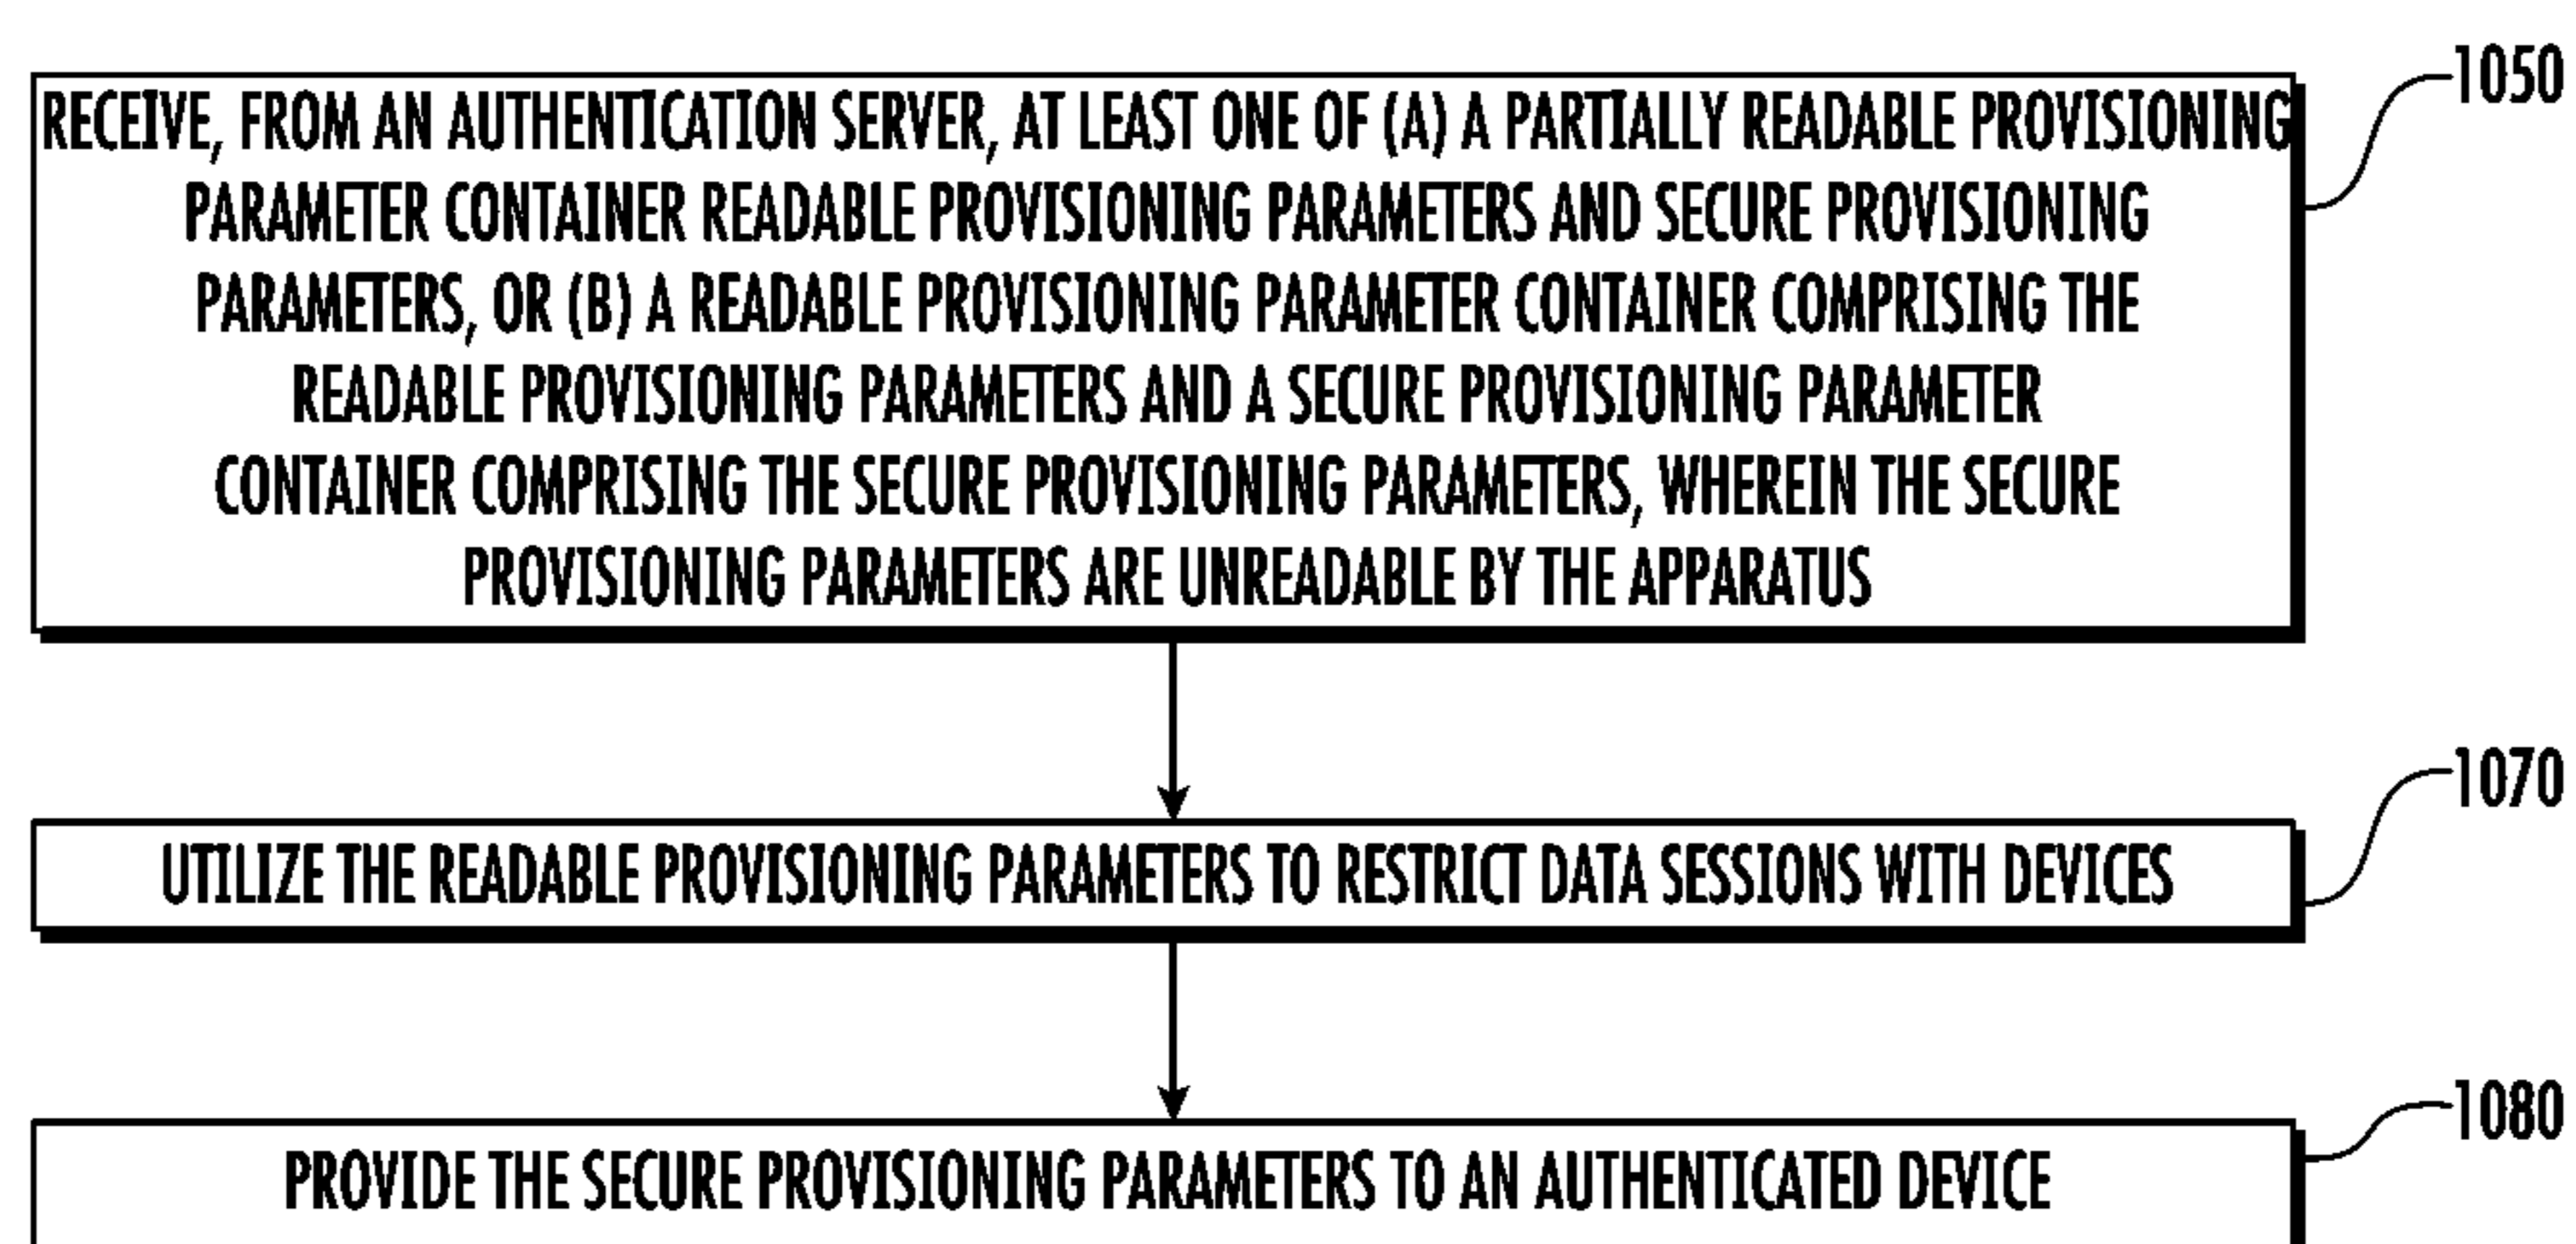 1050
RECEIVE, FROM AN AUTHENTICATION SERVER, AT LEAST ONE OF (A) A PARTIALLY READABLE PROVISIONING
PARAMETER CONTAINER READABLE PROVISIONING PARAMETERS AND SECURE PROVISIONING
PARAMETERS, OR (B) A READABLE PROVISIONING PARAMETER CONTAINER COMPRISING THE
READABLE PROVISIONING PARAMETERS AND A SECURE PROVISIONING PARAMETER
CONTAINER COMPRISING THE SECURE PROVISIONING PARAMETERS, WHEREIN THE SECURE
PROVISIONING PARAMETERS ARE UNREADABLE BY THE APPARATUS
1070
UTILIZE THE READABLE PROVISIONING PARAMETERS TO RESTRICT DATA SESSIONS WITH DEVICES
1080
PROVIDE THE SECURE PROVISIONING PARAMETERS TO AN AUTHENTICATED DEVICE